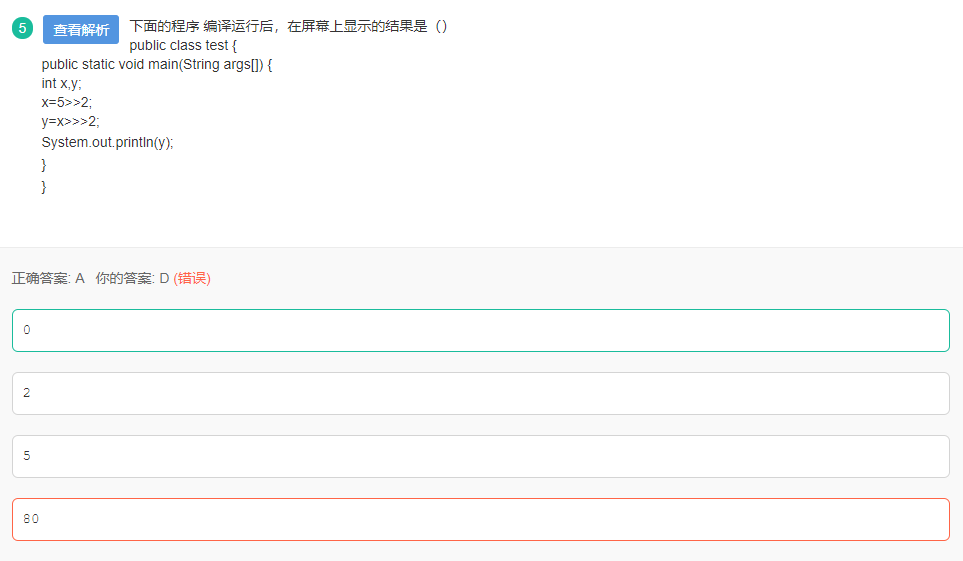 5 查看解析 下面的程序 编译运行后，在屏幕上显示的结果是（）
public class test {
public static void main(String args[]) {
int x,y;
x=5>>2;
y=x>>>2;
System.out.println(y);
}
}
正确答案: A 你的答案: D (错误)
0
2
5
80